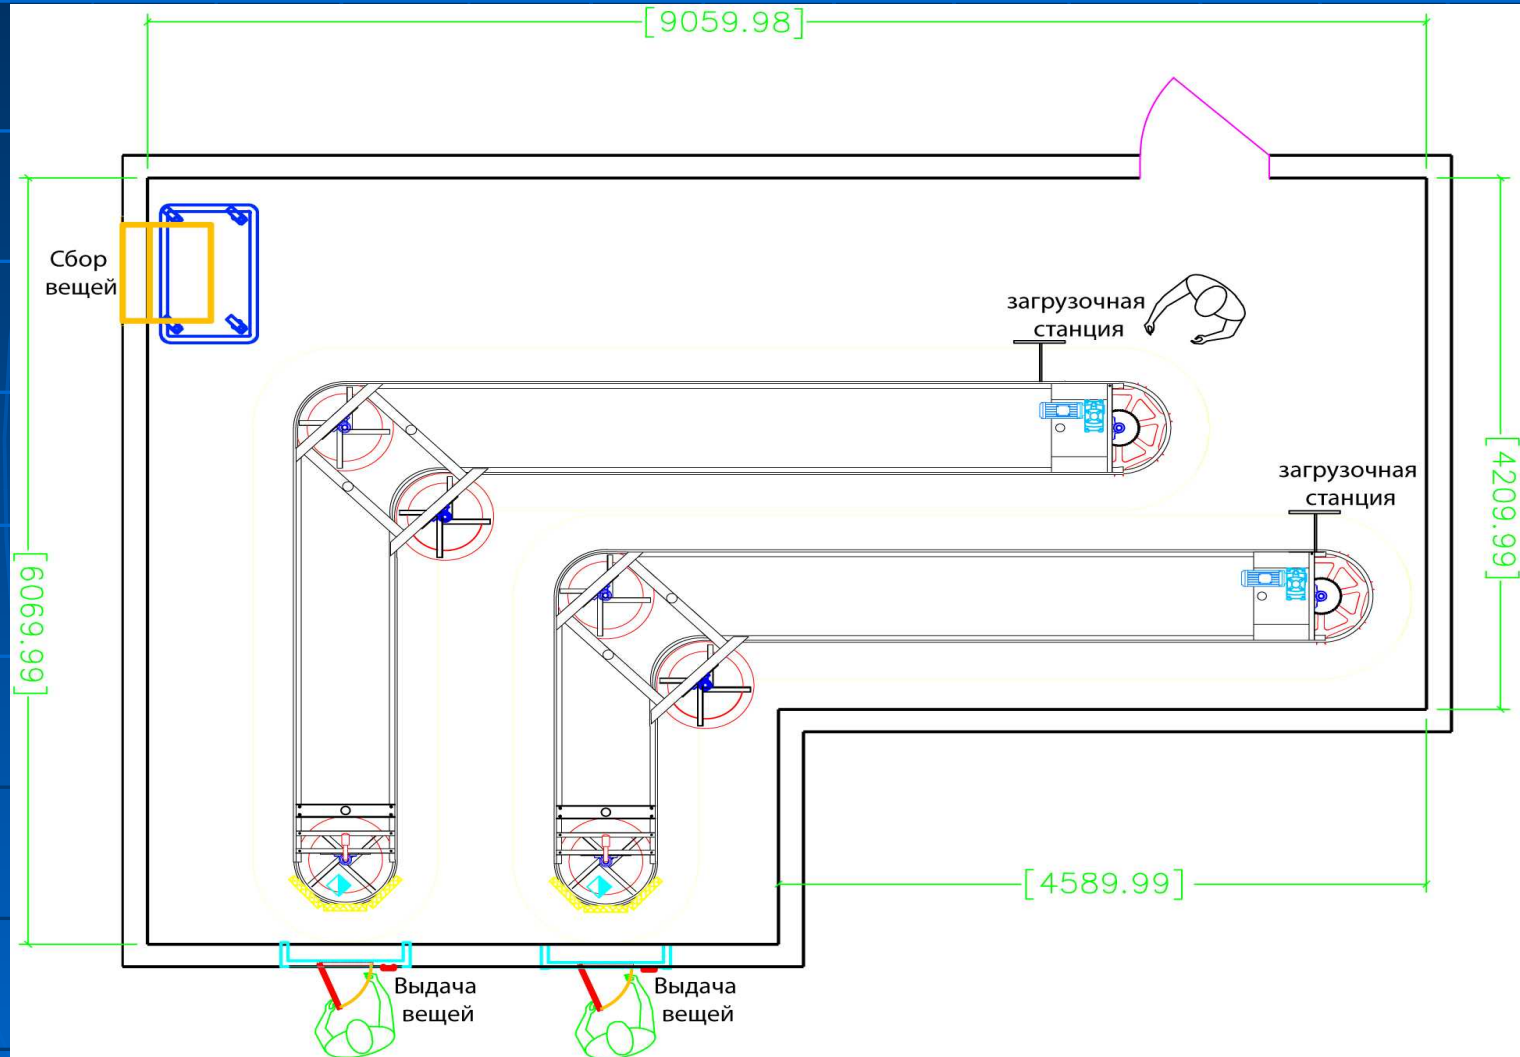 [9059.98]
Сбор
вещей
загрузочная
станция
загрузочная
станция
[4209.99]
[6069.99]
[4589.99]
Выдача
вещей
Выдача
вещей